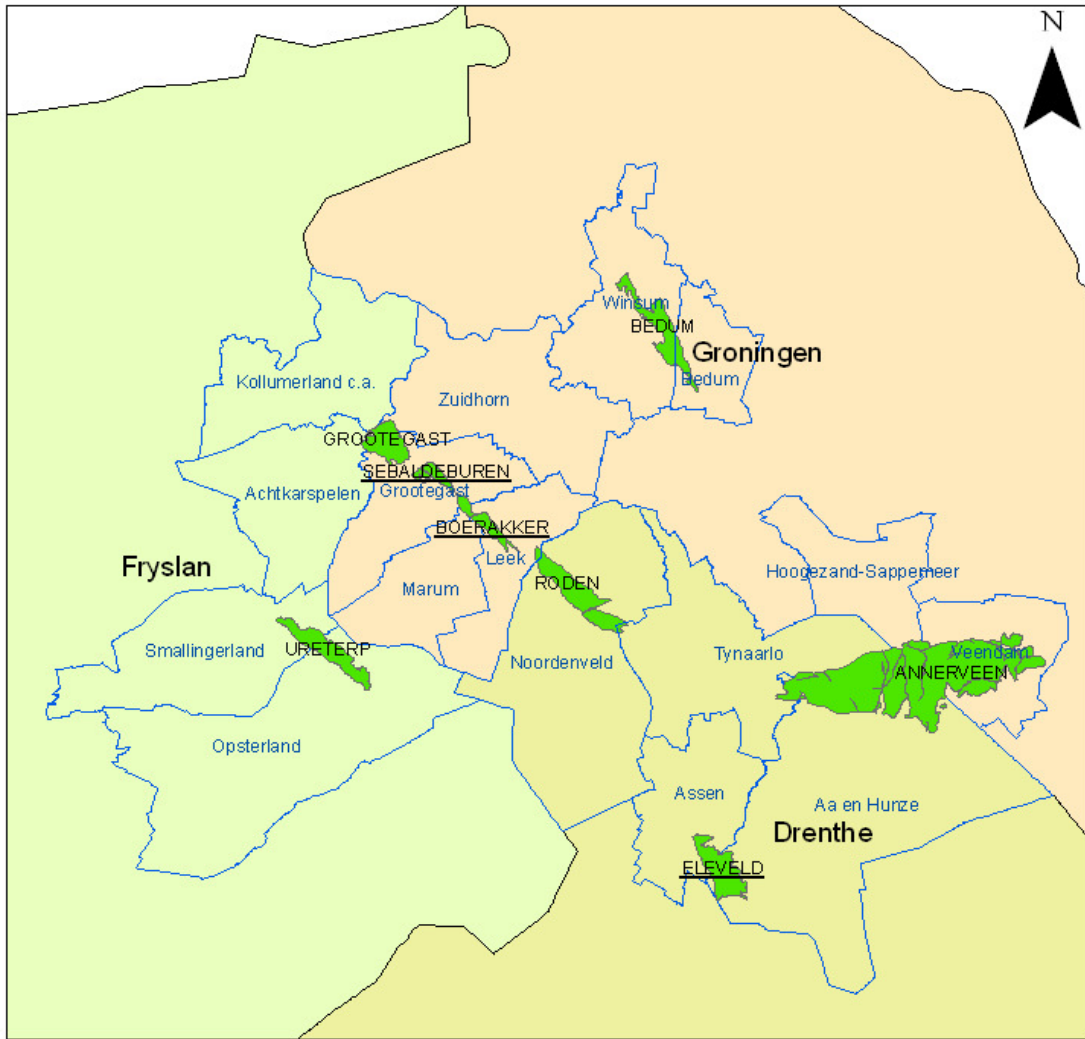 N
Winsum
BEDUM
Groningen
Bedum
Kollumerland c.a.
Zuidhorn
GROOTEGAST
SEBALDEBUREN
Achtkarspelen
Grootegast
BOERAKKER
Leek
Fryslan
Marum
RODEN
Hoogezand-Sappemeer
Smallingerland
URETERP
Noordenveld
Tynaarlo
Veendam
ANNERVEEN
Opsterland
Assen
Aa en Hunze
Drenthe
ELEVELD